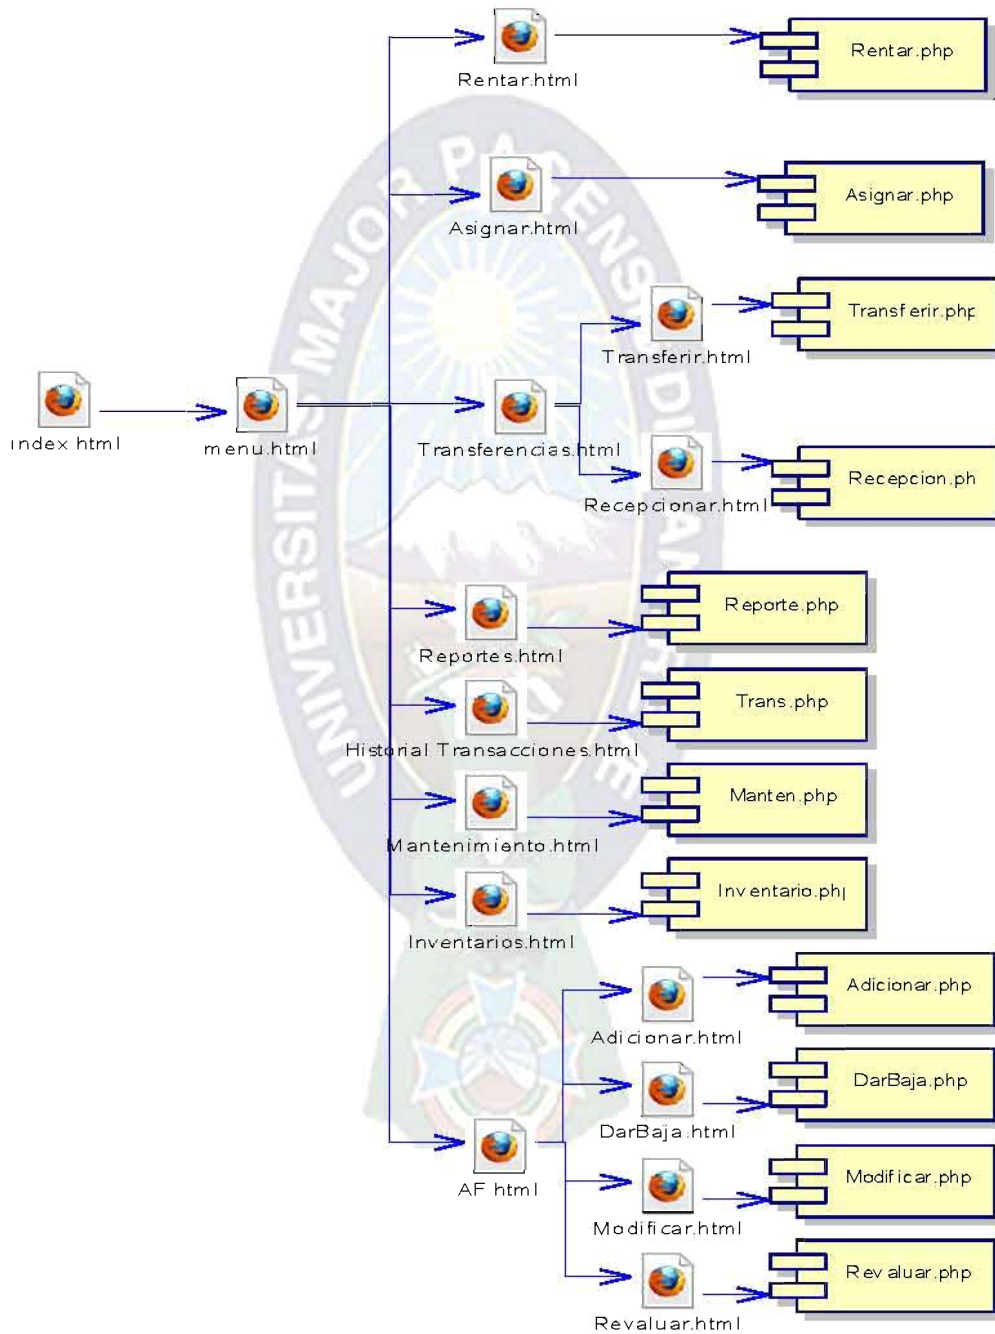 Rentar.html
Rentar.php
Asignar.html
Asignar.php
Transferir.html
Transferir.php
index html
menu.html
Transferencias.html
Recepcionar.html
Recepcion.ph
Reportes.html
Reporte.php
Historial Transacciones.html
Trans.php
Mantenimiento.html
Manten.php
Inventarios.html
Inventario.ph
Adicionar.html
Adicionar.php
DarBaja.html
DarBaja.php
AF html
Modificar.html
Modificar.php
Revaluar.html
Revaluar.php
UNIVERSITAS MAJOR PACENSIS DIVI ANDREÆ